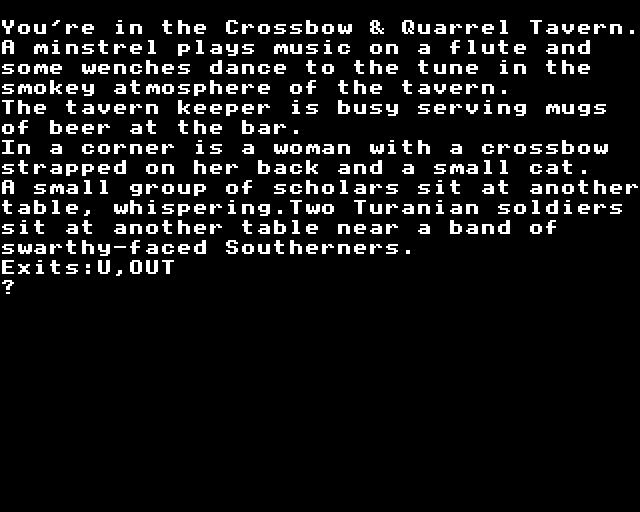 You're in the Crossbow & Quarrel Tavern.
A minstrel plays music on a flute and
some wenches dance to the tune in the
smokey atmosphere of the tavern.
The tavern keeper is busy serving mugs
of beer at the bar.
In a corner is a woman with a crossbow
strapped on her back and a small cat.
A small group of scholars sit at another
table, whispering.Two Turanian soldiers
sit at another table near a band of
swarthy-faced Southerners.
Exits:U,OUT
?